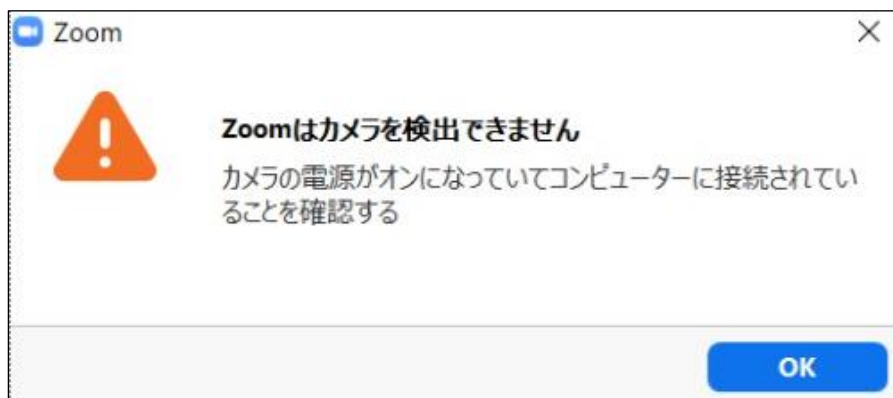 Zoom
Zoomはカメラを検出できません
カメラの電源がオンになっていてコンピューターに接続されてい
ることを確認する
OK